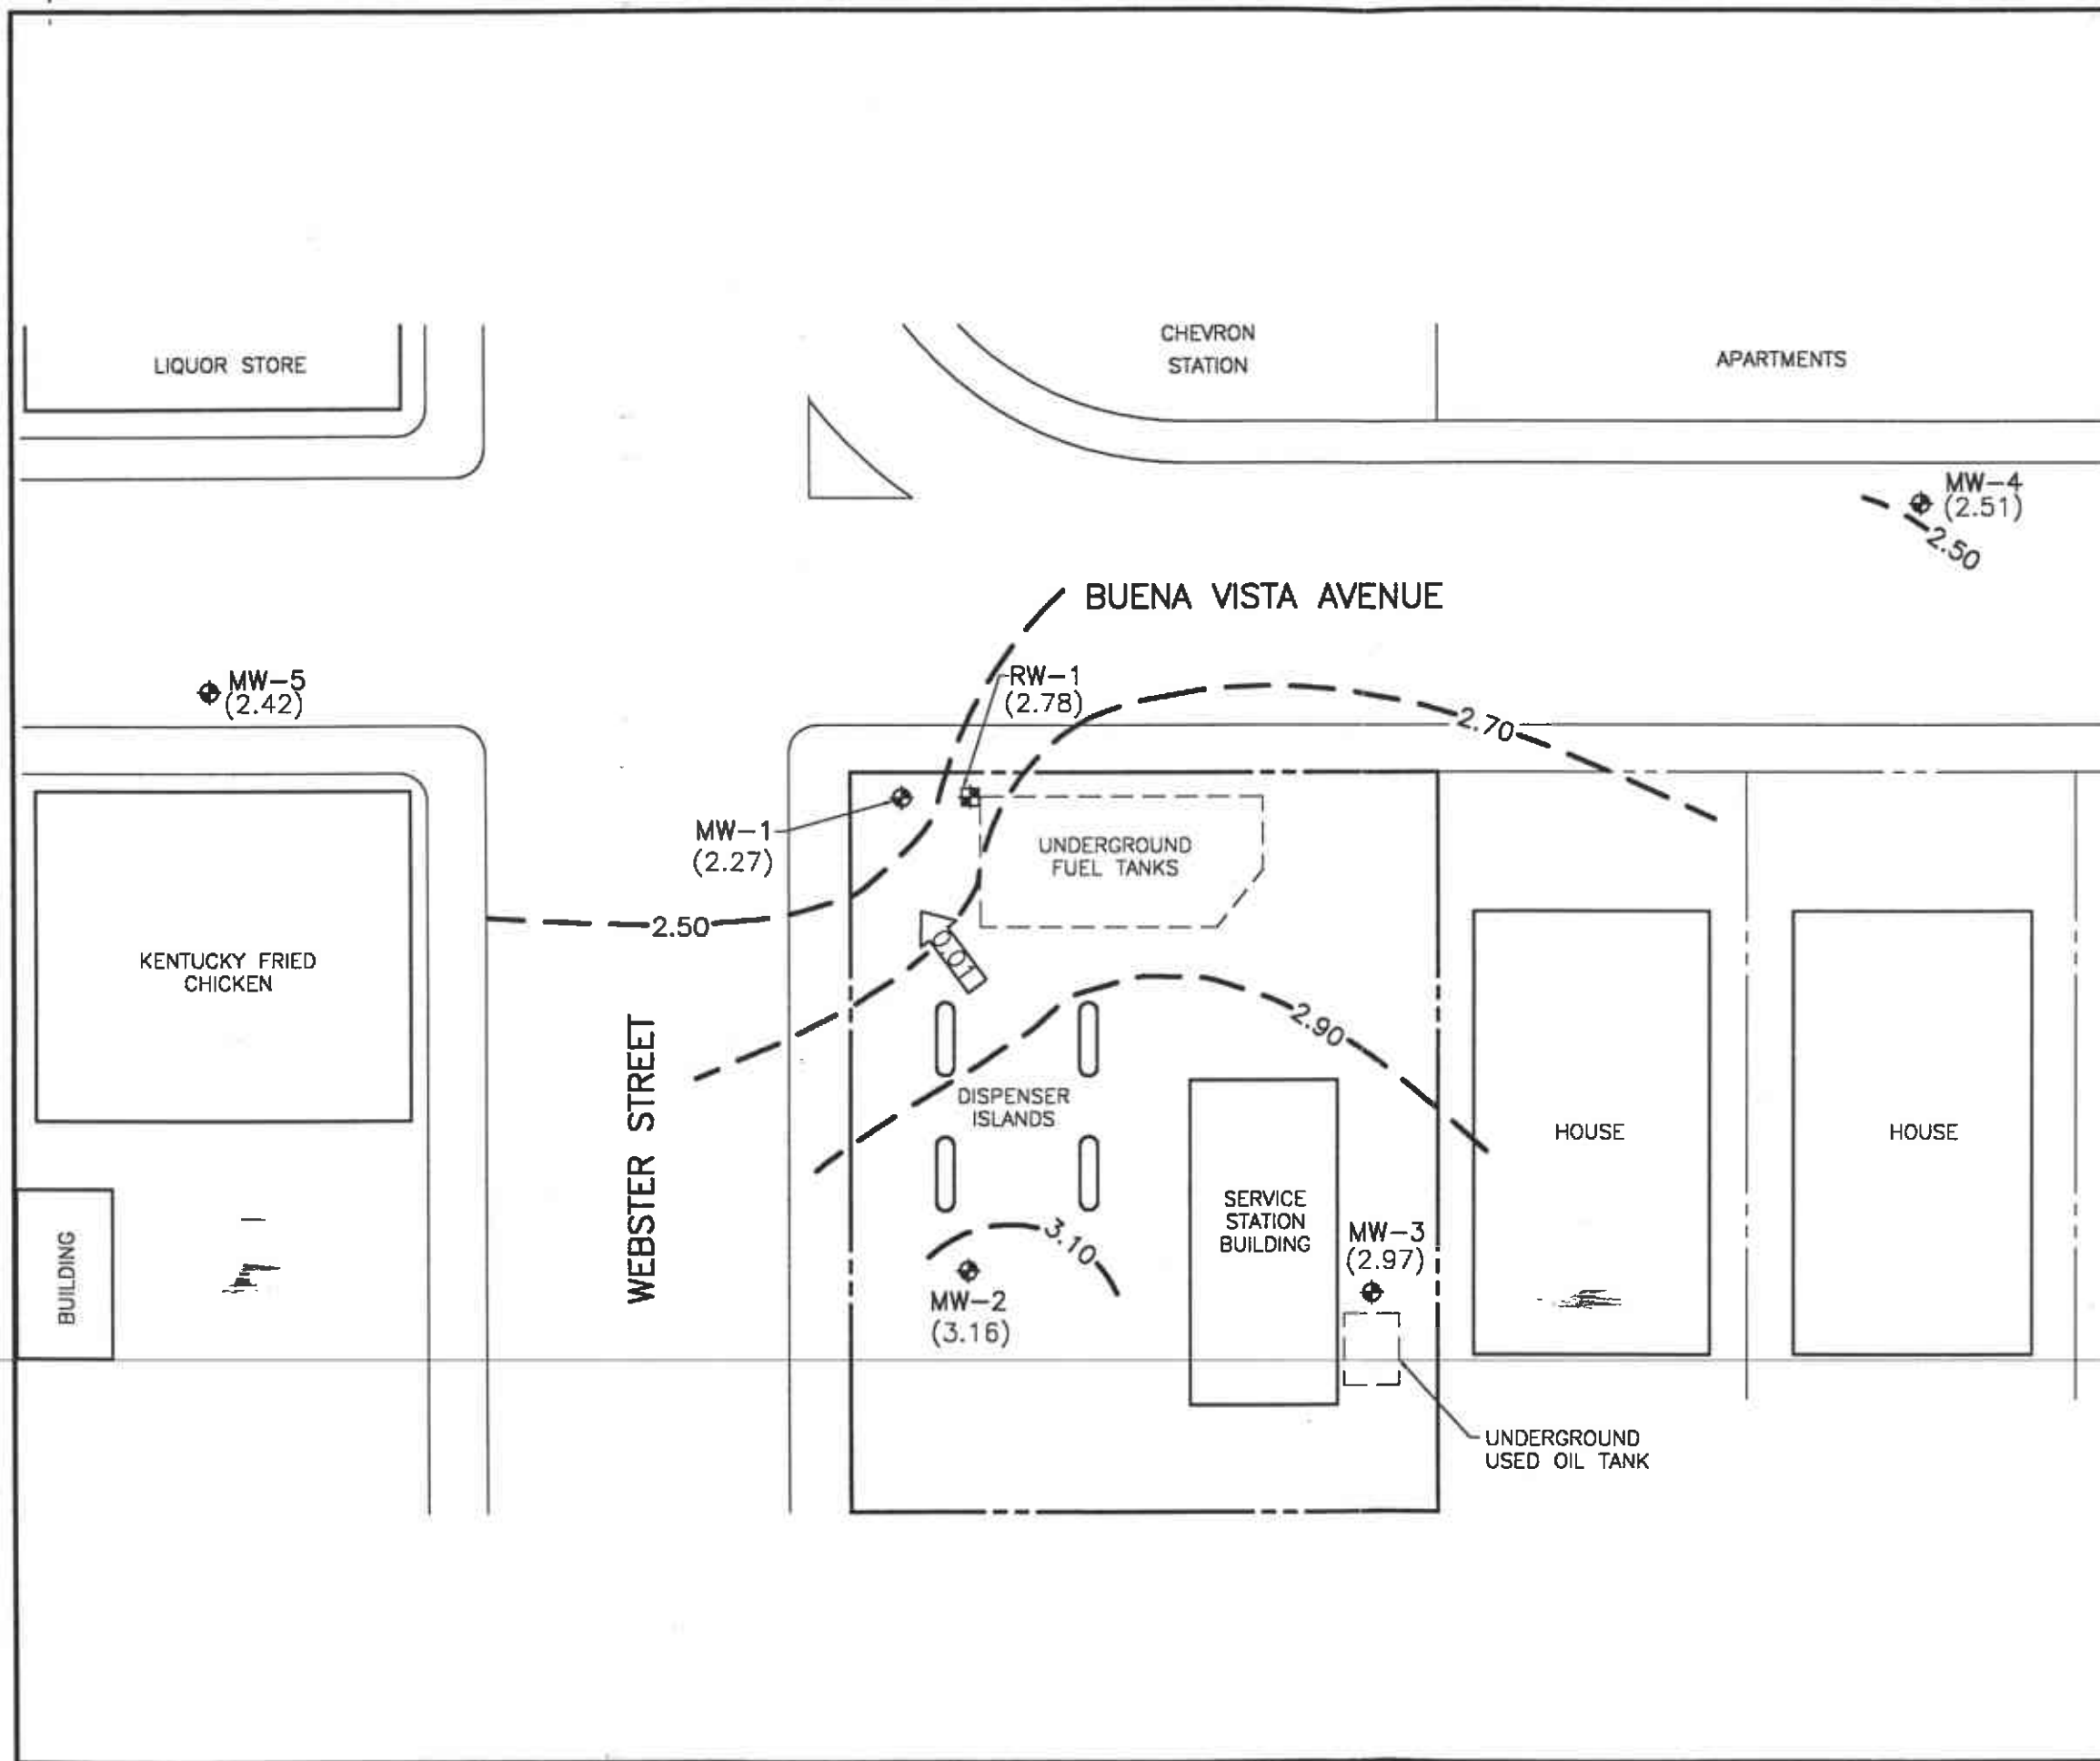 LIQUOR STORE
CHEVRON
STATION
APARTMENTS
MW-4
(2.51)
2.50
BUENA VISTA AVENUE
MW-5
(2.42)
RW-1
(2.78)
2.70
MW-1
(2.27)
UNDERGROUND
FUEL TANKS
2.50
KENTUCKY FRIED
CHICKEN
0.01
2.90
WEBSTER STREET
DISPENSER
ISLANDS
HOUSE
HOUSE
BUILDING
SERVICE
STATION
BUILDING
3.10
MW-3
(2.97)
MW-2
(3.16)
UNDERGROUND
USED OIL TANK